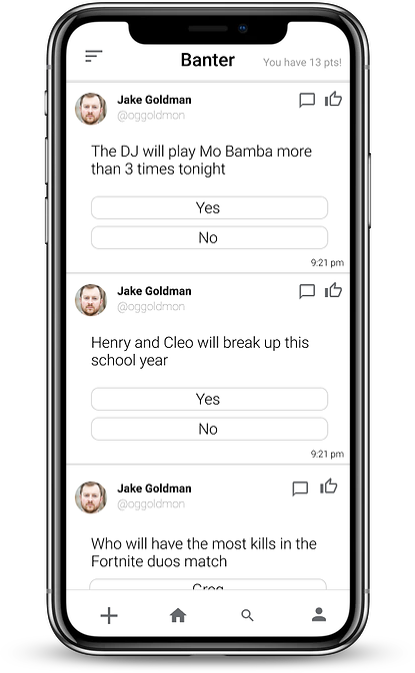 Banter
You have 13 pts!
Jake Goldman
@oggoldmon
The DJ will play Mo Bamba more
than 3 times tonight
Yes
No
9:21 pm
Jake Goldman
@oggoldmon
Henry and Cleo will break up this
school year
Yes
No
9:21 pm
Jake Goldman
@oggoldmon
Who will have the most kills in the
Fortnite duos match
Greg